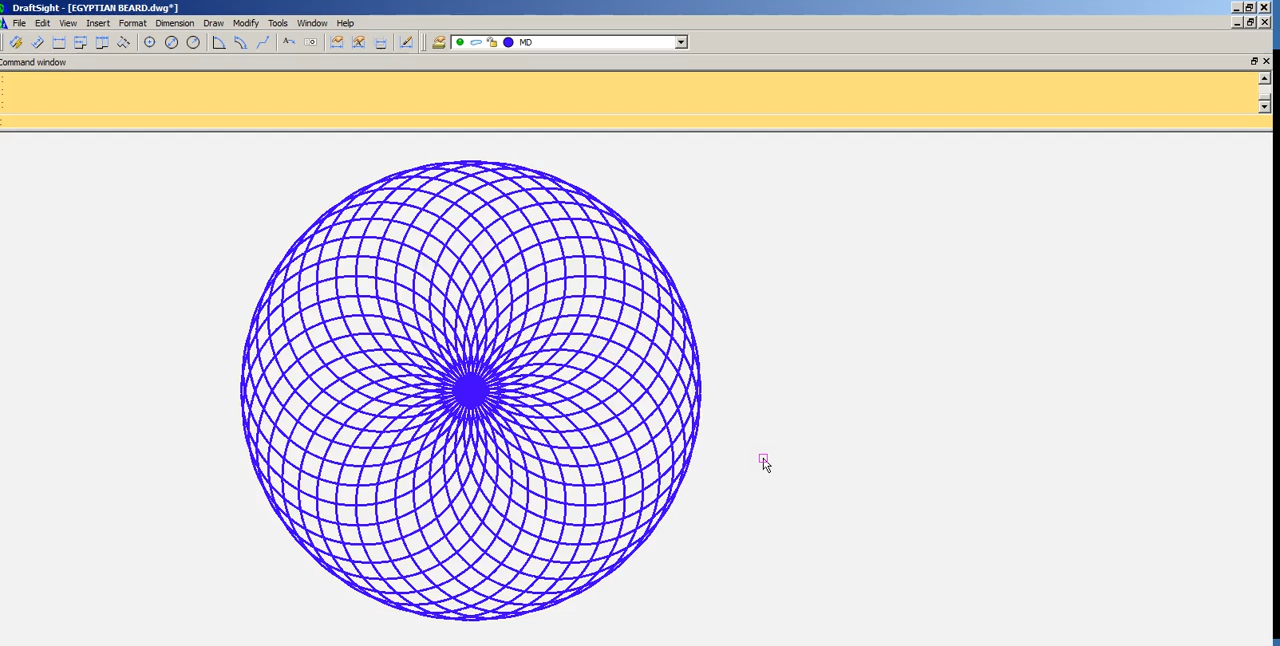 DraftSight - [EGYPTIAN BEARD.dwg*]
File Edit View Insert Format Dimension Draw Modify Tools Window Help
MD
Command window
:
:
:
: